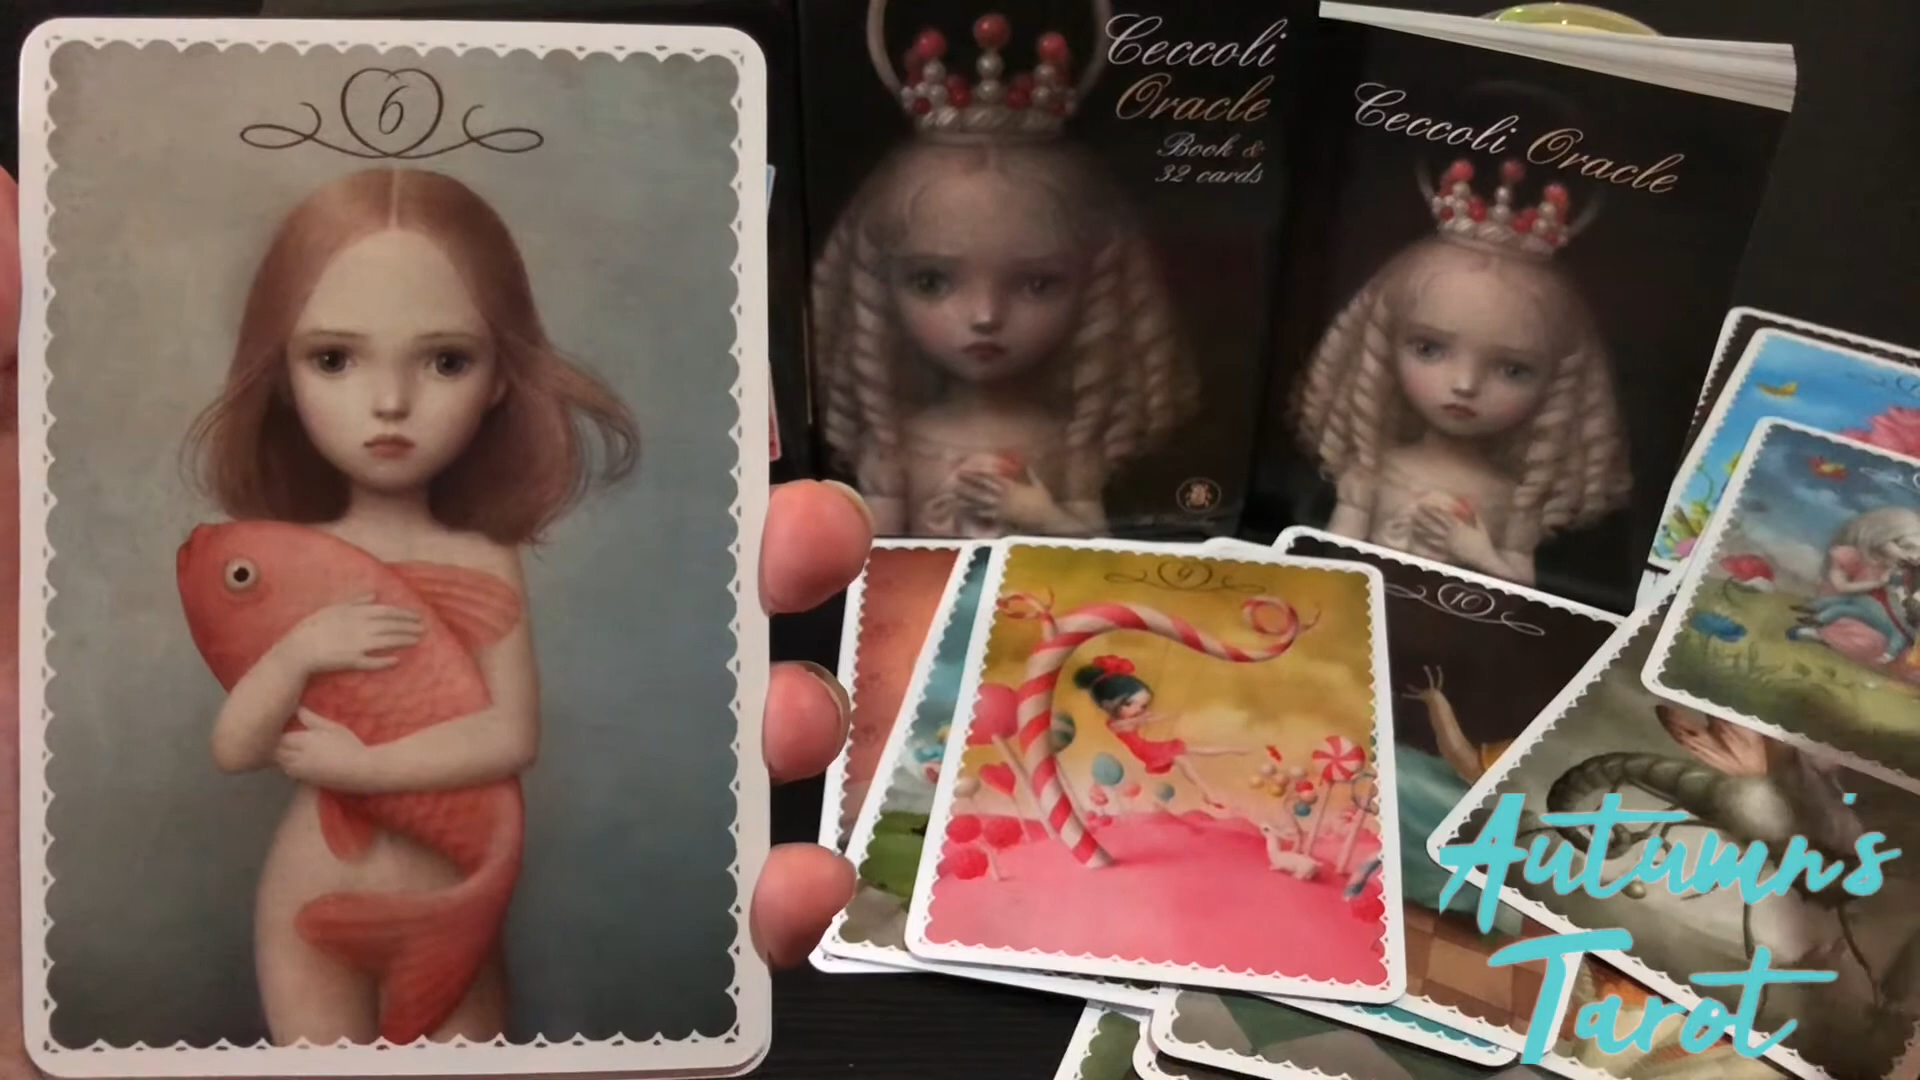 6
Ceccoli
Oracle
Book &
32 cards
Ceccoli Oracle
9
10
Autumn's
Tarot